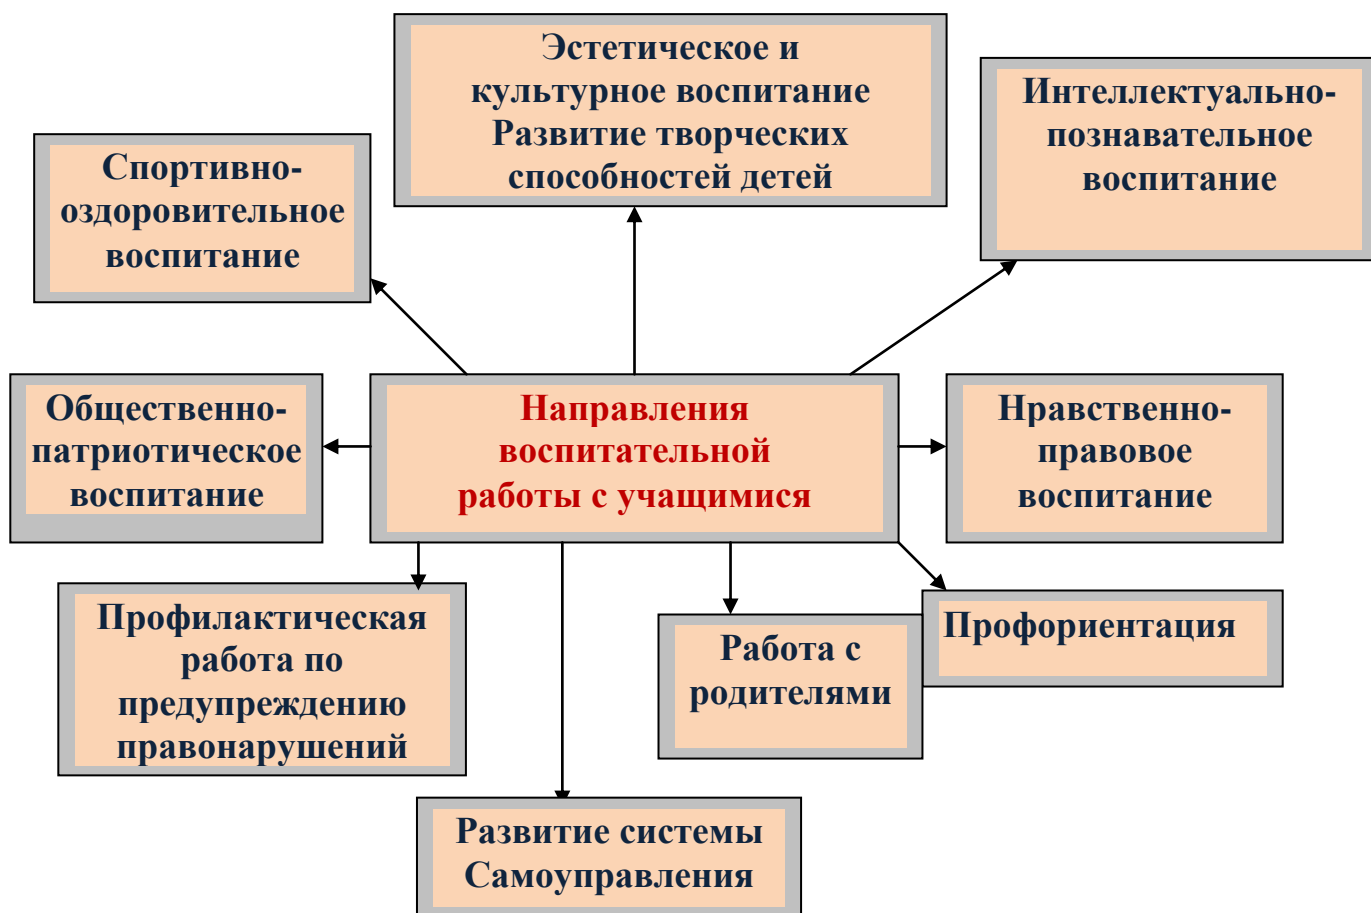 Эстетическое и
культурное воспитание
Развитие творческих
способностей детей
Интеллектуально-
познавательное
воспитание
Спортивно-
оздоровительное
воспитание
Общественно-
патриотическое
воспитание
Направления
воспитательной
работы с учащимися
Нравственно-
правовое
воспитание
Профилактическая
работа по
предупреждению
правонарушений
Работа с
родителями
Профориентация
Развитие системы
Самоуправления